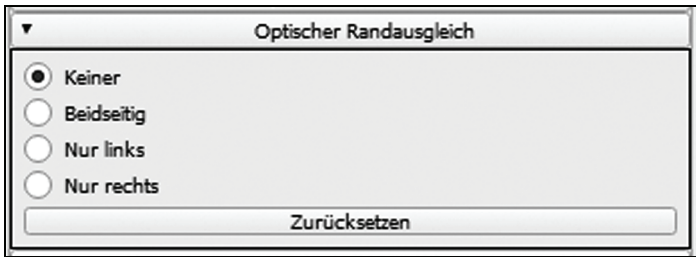 Optischer Randausgleich
Keiner
Beidseitig
Nur links
Nur rechts
Zurücksetzen